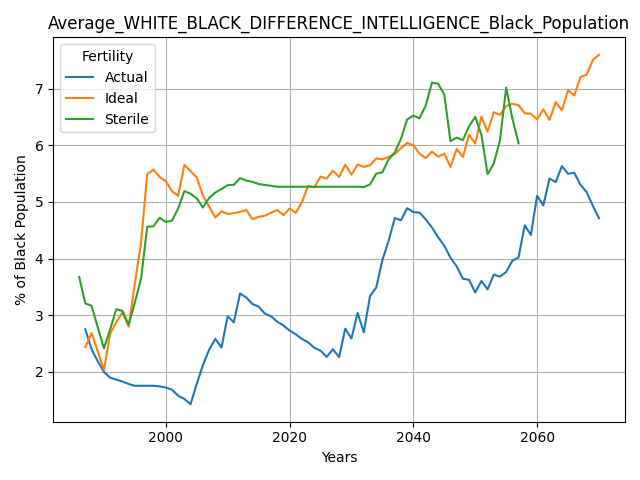 Average_WHITE_BLACK_DIFFERENCE_INTELLIGENCE_Black_Population
Fertility
Actual
Ideal
Sterile
% of Black Population
7
6
5
4
3
2
2000 2020 2040 2060
Years